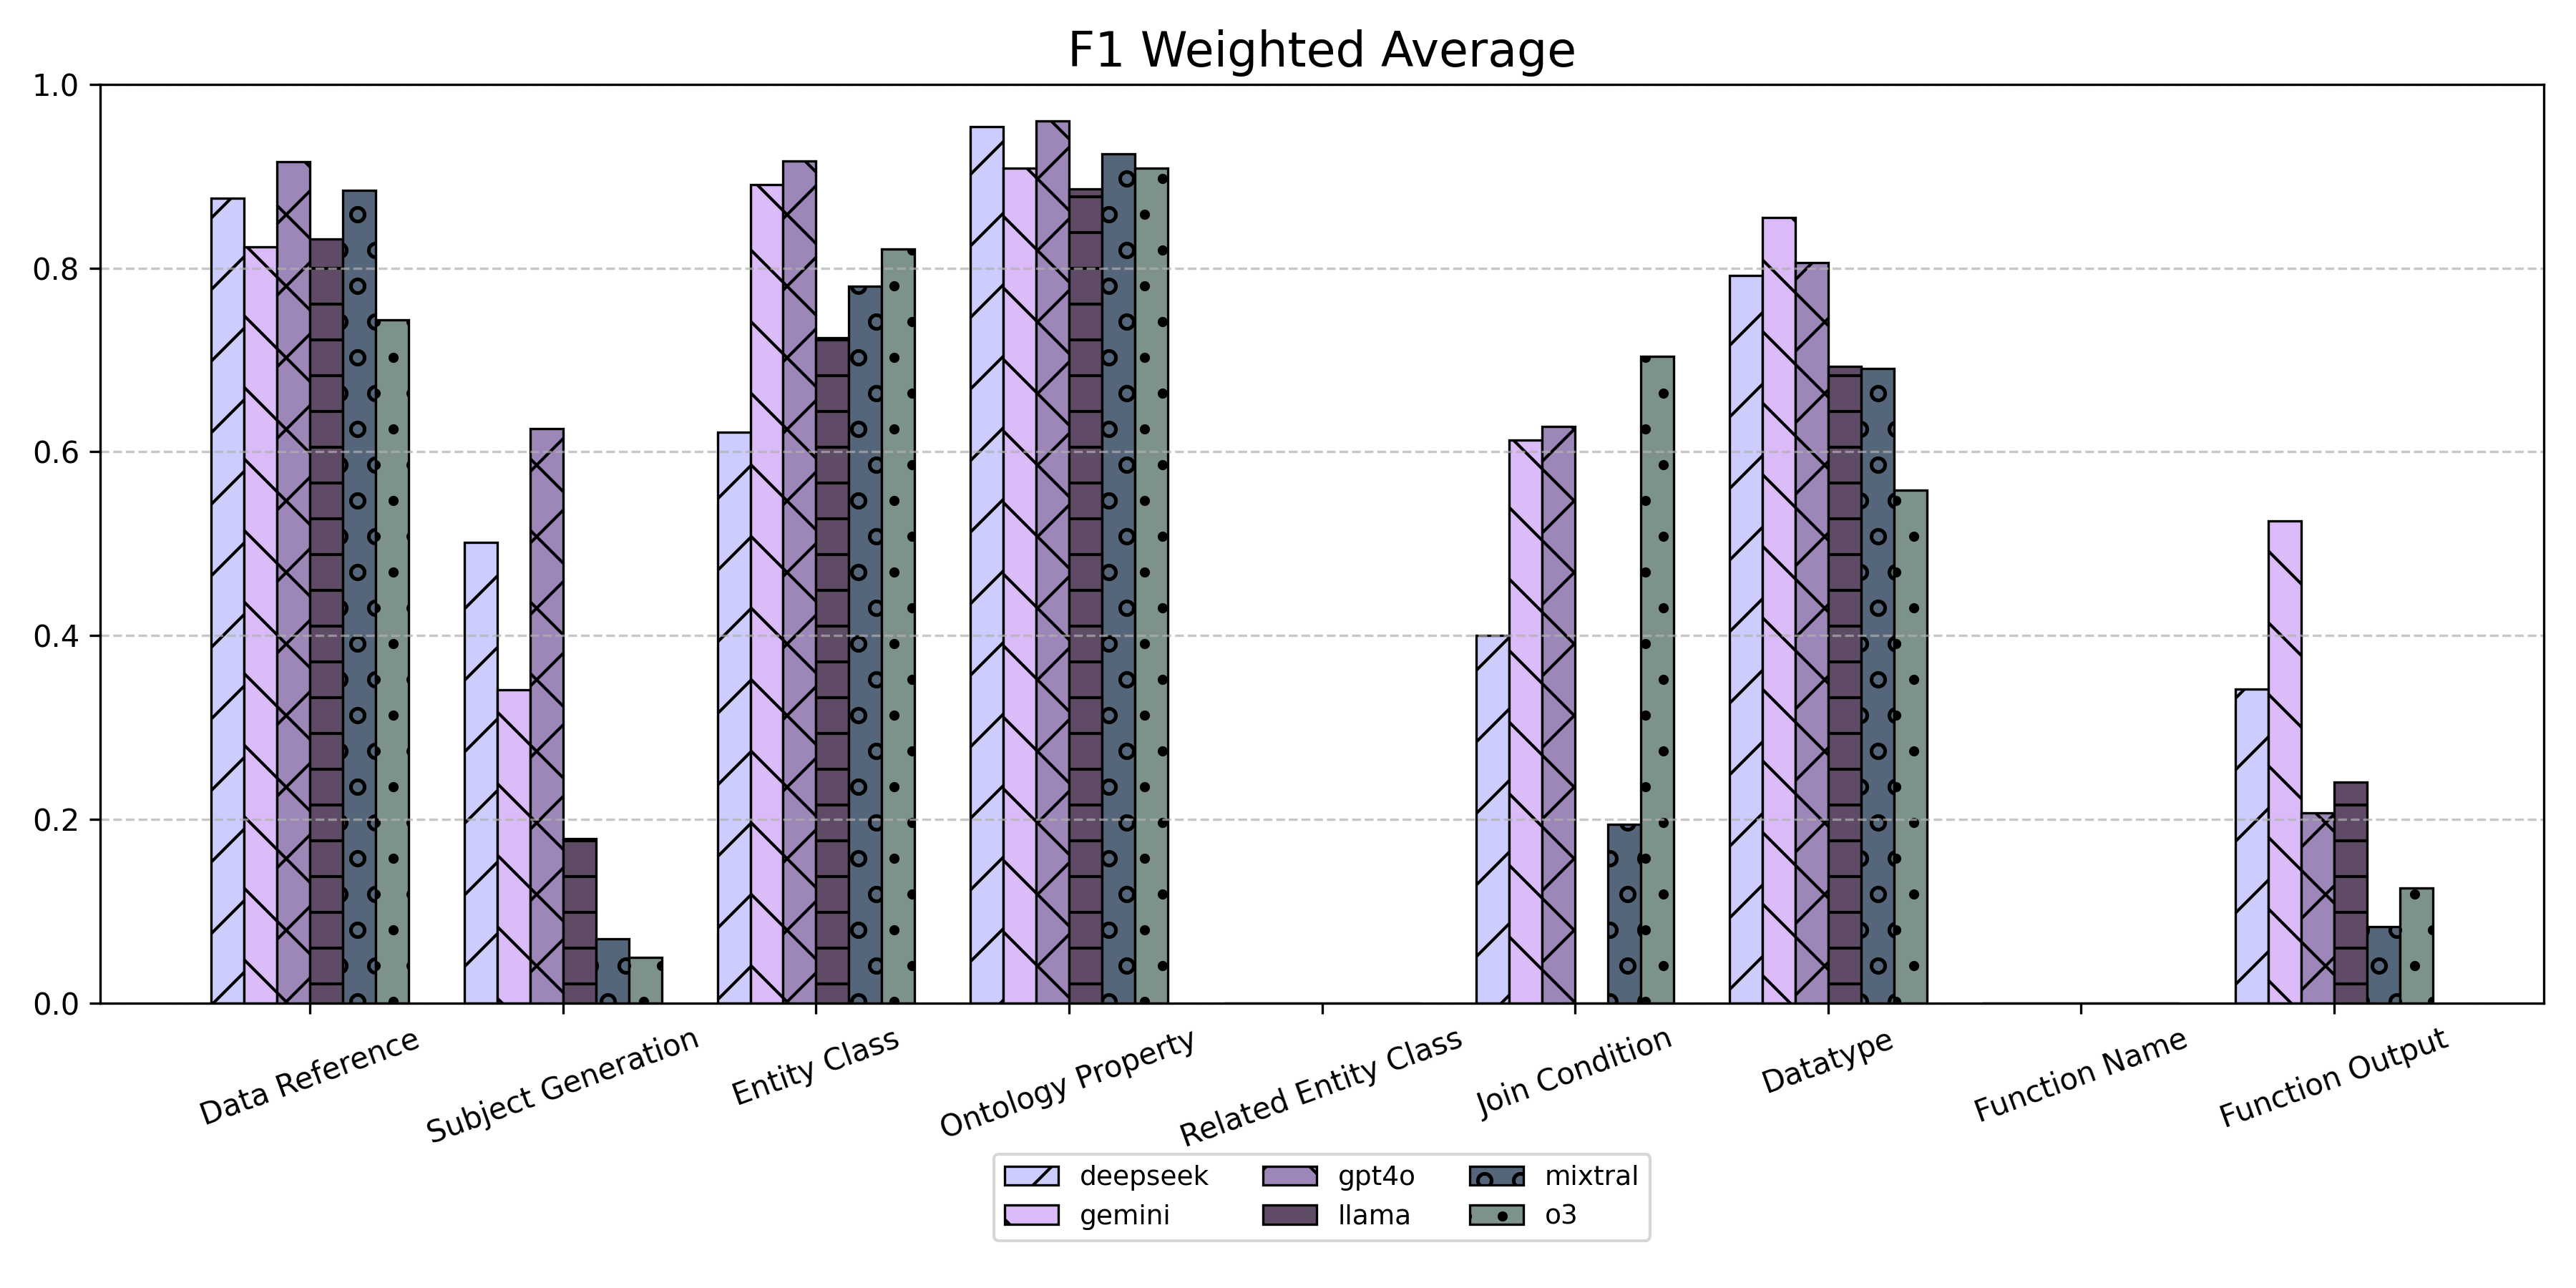 F1 Weighted Average
1.0
0.8
0.6
0.4
0.2
0.0
Data Reference
Subject Generation
Entity Class
Ontology Property
Related Entity Class
Join Condition
Datatype
Function Name
Function Output
deepseek gpt4o mixtral
gemini llama o3